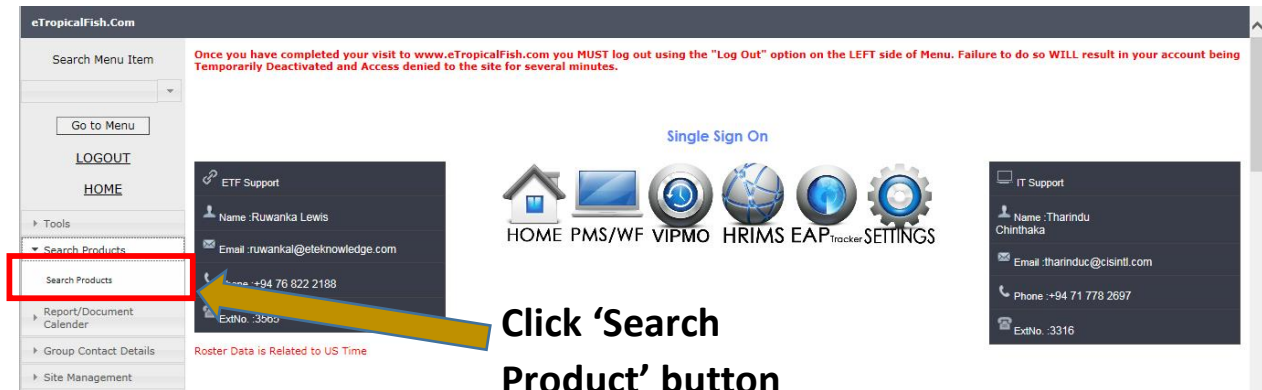 eTropicalFish.Com
Search Menu Item
Go to Menu
LOGOUT
HOME
Tools
Search Products
Search Products
Report/Document
Calender
Group Contact Details
Site Management
Once you have completed your visit to www.eTropicalFish.com you MUST log out using the "Log Out" option on the LEFT side of Menu. Failure to do so WILL result in your account being
Temporarily Deactivated and Access denied to the site for several minutes.
Single Sign On
ETF Support
Name :Ruwanka Lewis
Email :ruwankal@eteknowledge.com
Phone :+94 76 822 2188
ExtNo. :3565
Roster Data is Related to US Time
HOME PMS/WF VIPMO HRIMS EAPTracker SETTINGS
Click ‘Search
Product’ button
IT Support
Name :Tharindu
Chinthaka
Email :tharinduc@cisintl.com
Phone :+94 71 778 2697
ExtNo. :3316